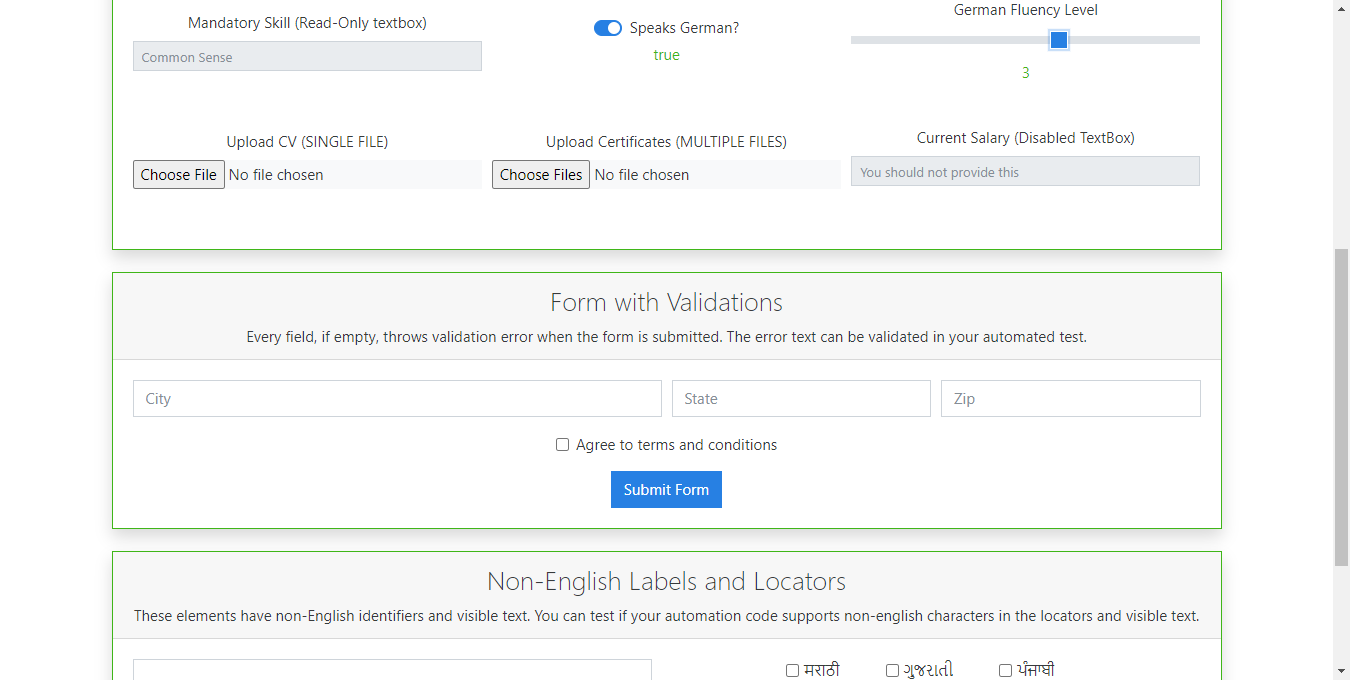 Mandatory Skill (Read-Only textbox)
Common Sense
Speaks German?
true
German Fluency Level
3
Upload CV (SINGLE FILE)
Choose File No file chosen
Upload Certificates (MULTIPLE FILES)
Choose Files No file chosen
Current Salary (Disabled TextBox)
You should not provide this
Form with Validations
Every field, if empty, throws validation error when the form is submitted. The error text can be validated in your automated test.
City State Zip
Agree to terms and conditions
Submit Form
Non-English Labels and Locators
These elements have non-English identifiers and visible text. You can test if your automation code supports non-english characters in the locators and visible text.
मराठी ગુજરાતી ਪੰਜਾਬੀ